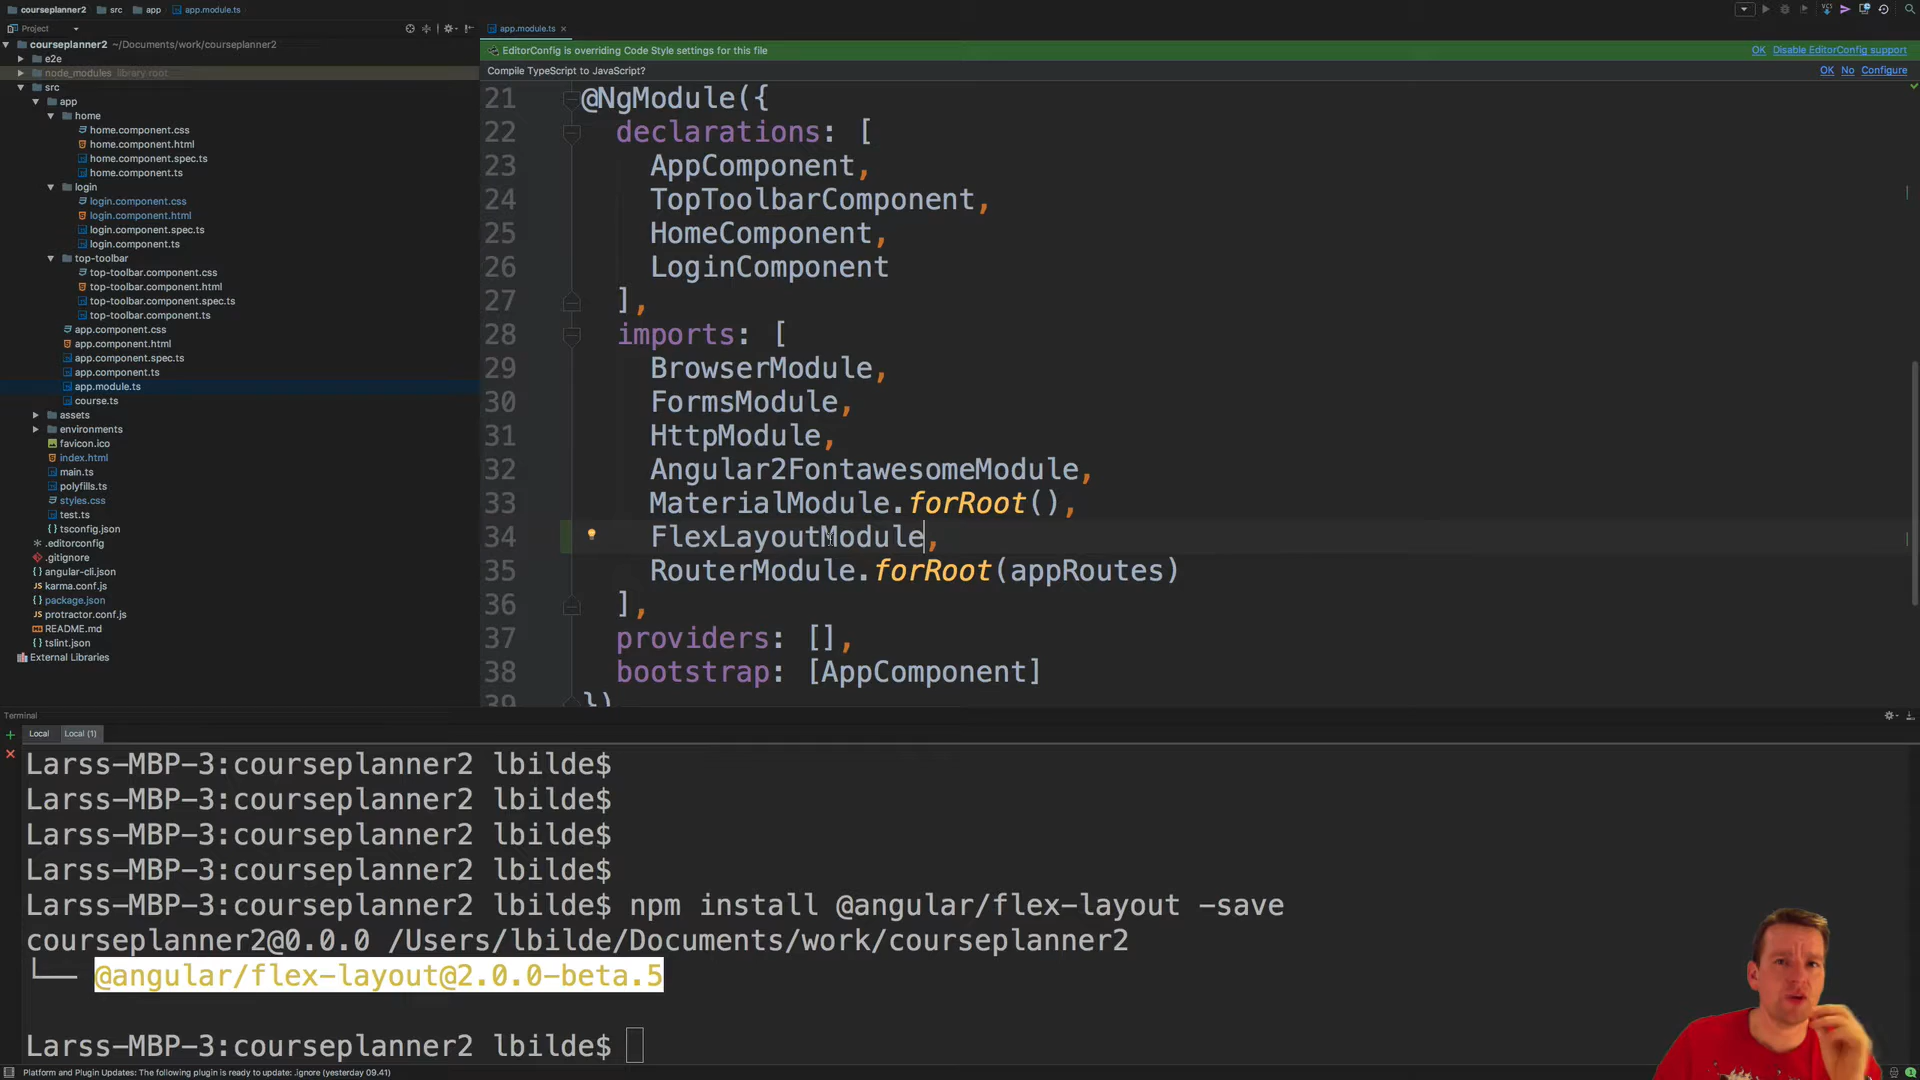 courseplanner2 src app app.module.ts
Project
app.module.ts
courseplanner2 ~/Documents/work/courseplanner2
e2e
node_modules library root
src
app
home
home.component.css
home.component.html
home.component.spec.ts
home.component.ts
login
login.component.css
login.component.html
login.component.spec.ts
login.component.ts
top-toolbar
top-toolbar.component.css
top-toolbar.component.html
top-toolbar.component.spec.ts
top-toolbar.component.ts
app.component.css
app.component.html
app.component.spec.ts
app.component.ts
app.module.ts
course.ts
assets
environments
favicon.ico
index.html
main.ts
polyfills.ts
styles.css
test.ts
tsconfig.json
.editorconfig
.gitignore
angular-cli.json
karma.conf.js
package.json
protractor.conf.js
README.md
tslint.json
External Libraries
EditorConfig is overriding Code Style settings for this file OK Disable EditorConfig support
Compile TypeScript to JavaScript? OK No Configure
21 @NgModule({
22 declarations: [
23 AppComponent,
24 TopToolbarComponent,
25 HomeComponent,
26 LoginComponent
27 ],
28 imports: [
29 BrowserModule,
30 FormsModule,
31 HttpModule,
32 Angular2FontawesomeModule,
33 MaterialModule.forRoot(),
34 FlexLayoutModule,
35 RouterModule.forRoot(appRoutes)
36 ],
37 providers: [],
38 bootstrap: [AppComponent]
39 })
Terminal
Local Local (1)
Larss-MBP-3:courseplanner2 lbilde$
Larss-MBP-3:courseplanner2 lbilde$
Larss-MBP-3:courseplanner2 lbilde$
Larss-MBP-3:courseplanner2 lbilde$
Larss-MBP-3:courseplanner2 lbilde$ npm install @angular/flex-layout -save
courseplanner2@0.0.0 /Users/lbilde/Documents/work/courseplanner2
└── @angular/flex-layout@2.0.0-beta.5
Larss-MBP-3:courseplanner2 lbilde$
Platform and Plugin Updates: The following plugin is ready to update: .ignore (yesterday 09.41)